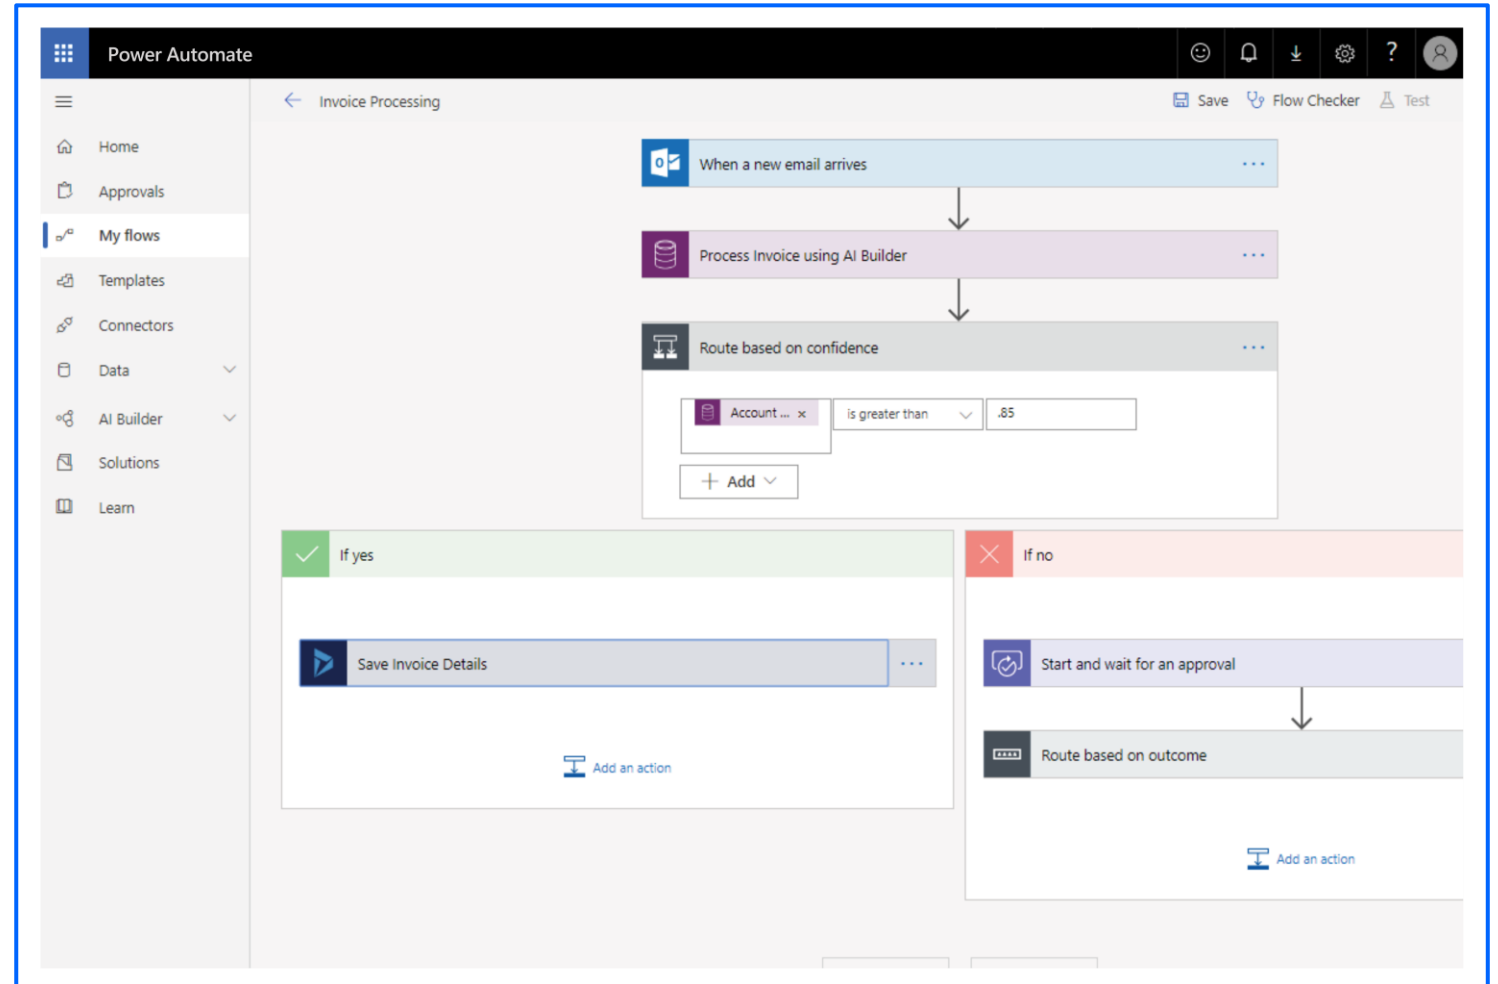 Power Automate
?
Invoice Processing
Save
Flow Checker
Test
Home
Approvals
My flows
Templates
Connectors
Data
AI Builder
Solutions
Learn
When a new email arrives
Process Invoice using AI Builder
Route based on confidence
Account ... x
is greater than
.85
+ Add
If yes
Save Invoice Details
Add an action
If no
Start and wait for an approval
Route based on outcome
Add an action